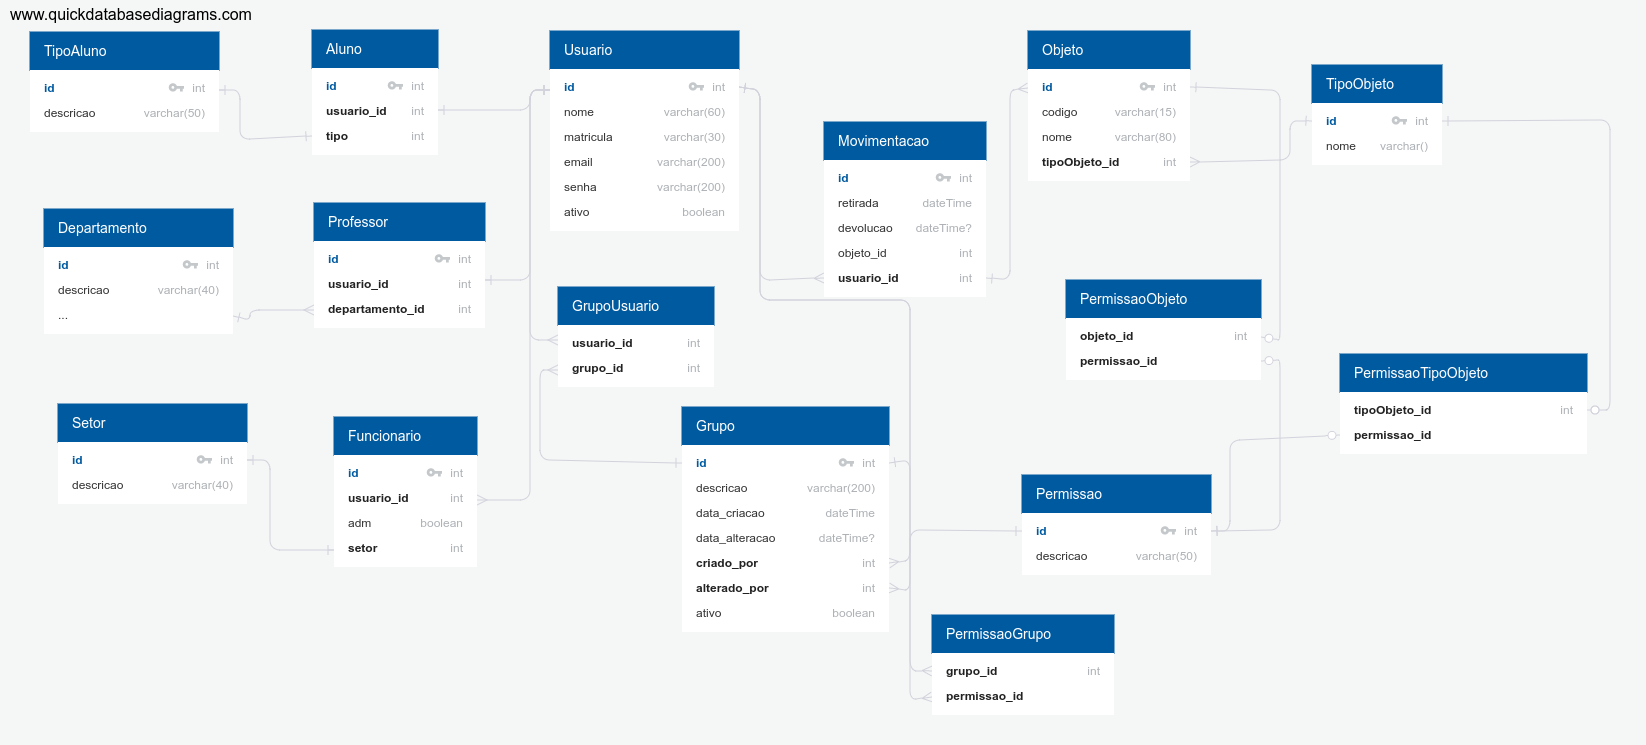 www.quickdatabasediagrams.com
TipoAluno
id int
descricao varchar(50)
Aluno
id int
usuario_id int
tipo int
Usuario
id int
nome varchar(60)
matricula varchar(30)
email varchar(200)
senha varchar(200)
ativo boolean
Movimentacao
id int
retirada dateTime
devolucao dateTime?
objeto_id int
usuario_id int
Objeto
id int
codigo varchar(15)
nome varchar(80)
tipoObjeto_id int
TipoObjeto
id int
nome varchar()
Departamento
id int
descricao varchar(40)
...
Professor
id int
usuario_id int
departamento_id int
GrupoUsuario
usuario_id int
grupo_id int
PermissaoObjeto
objeto_id int
permissao_id
PermissaoTipoObjeto
tipoObjeto_id int
permissao_id
Setor
id int
descricao varchar(40)
Funcionario
id int
usuario_id int
adm boolean
setor int
Grupo
id int
descricao varchar(200)
data_criacao dateTime
data_alteracao dateTime?
criado_por int
alterado_por int
ativo boolean
Permissao
id int
descricao varchar(50)
PermissaoGrupo
grupo_id int
permissao_id